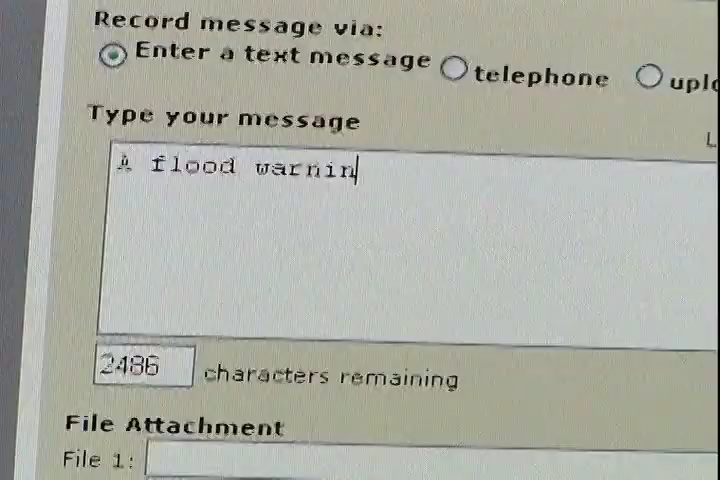 Record message via:
Enter a text message telephone
Type your message
A flood warnin
2486 characters remaining
File Attachment
File 1: